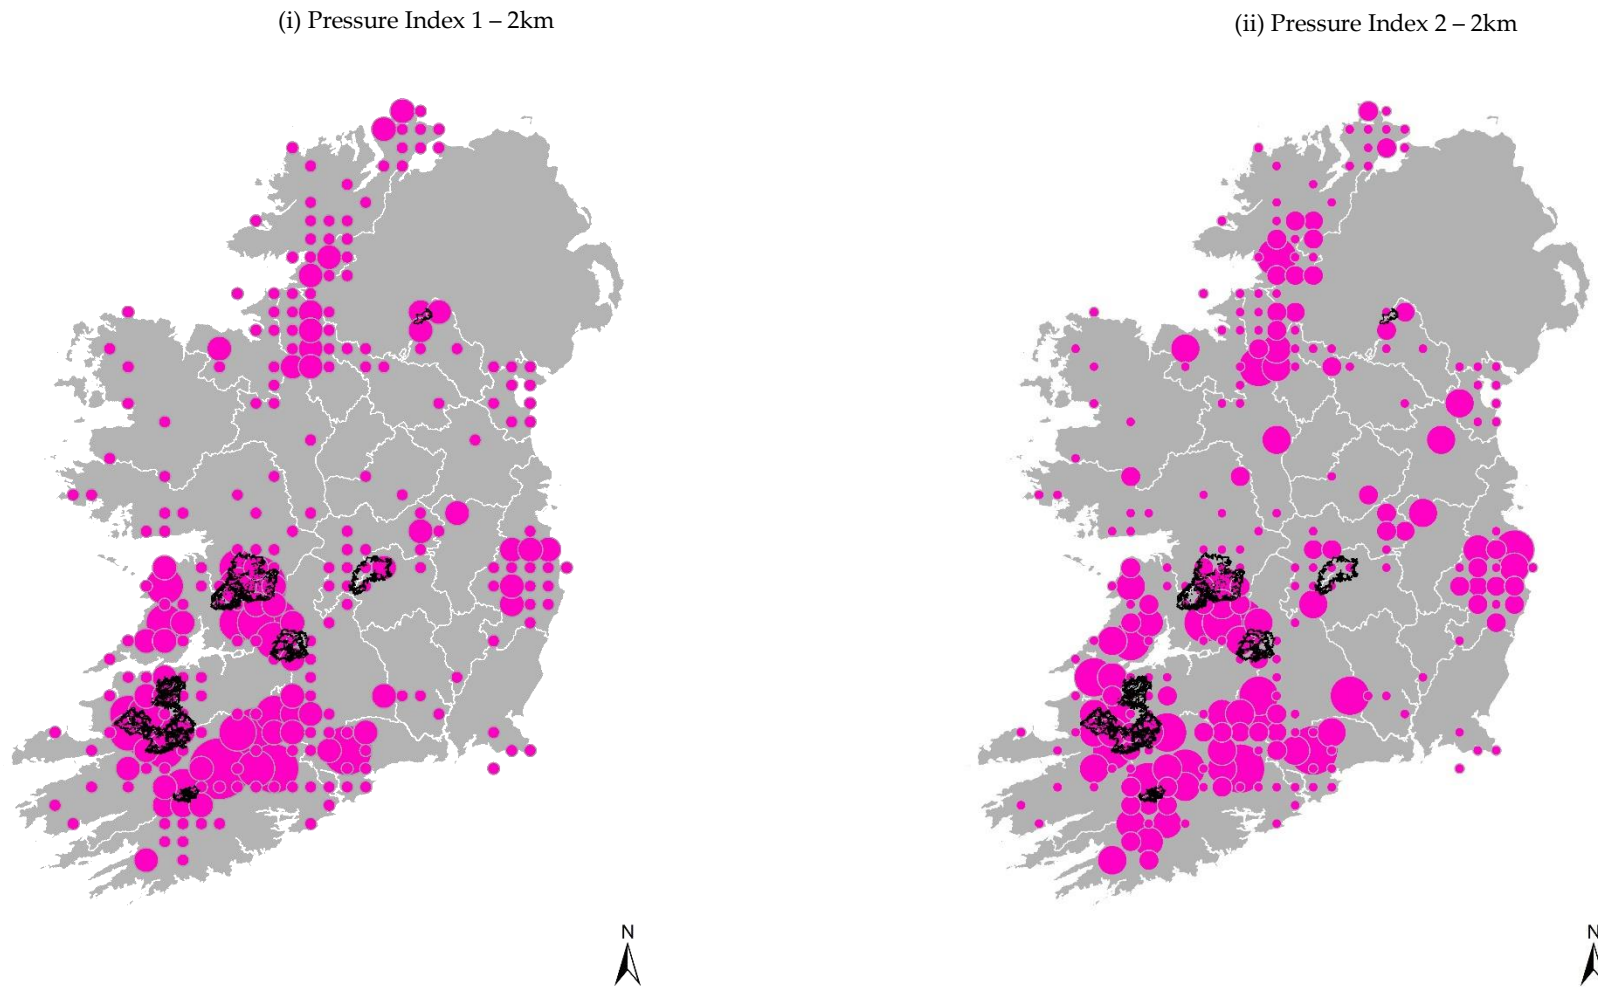 (i) Pressure Index 1 – 2km
(ii) Pressure Index 2 – 2km
N
N